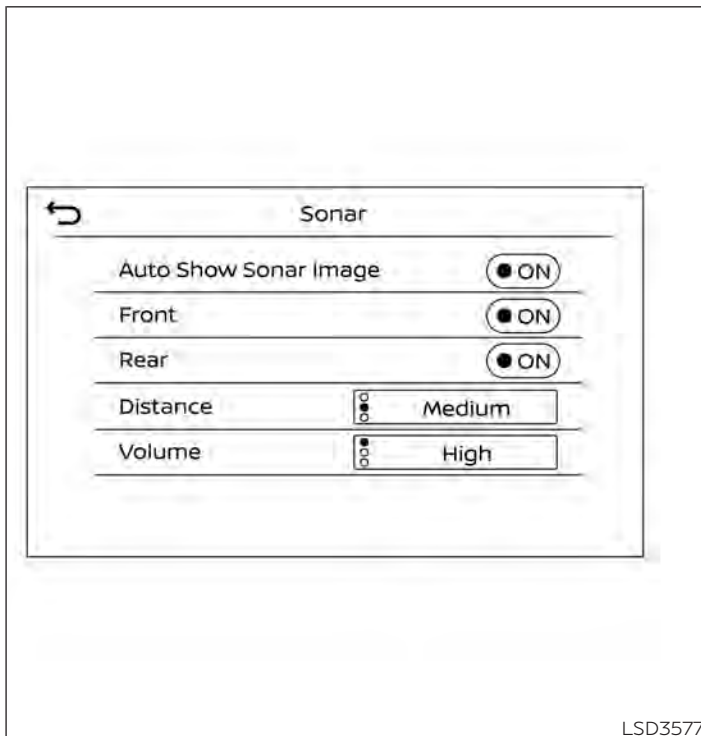 Sonar
Auto Show Sonar Image ON
Front ON
Rear ON
Distance Medium
Volume High
LSD3577